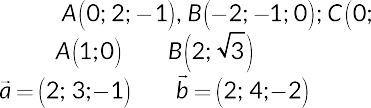 A(0; 2; −1), B(−2; −1; 0); C(0;
A(1;0) B(2; √3)
a⃗ = (2; 3;−1) b⃗ = (2; 4;−2)